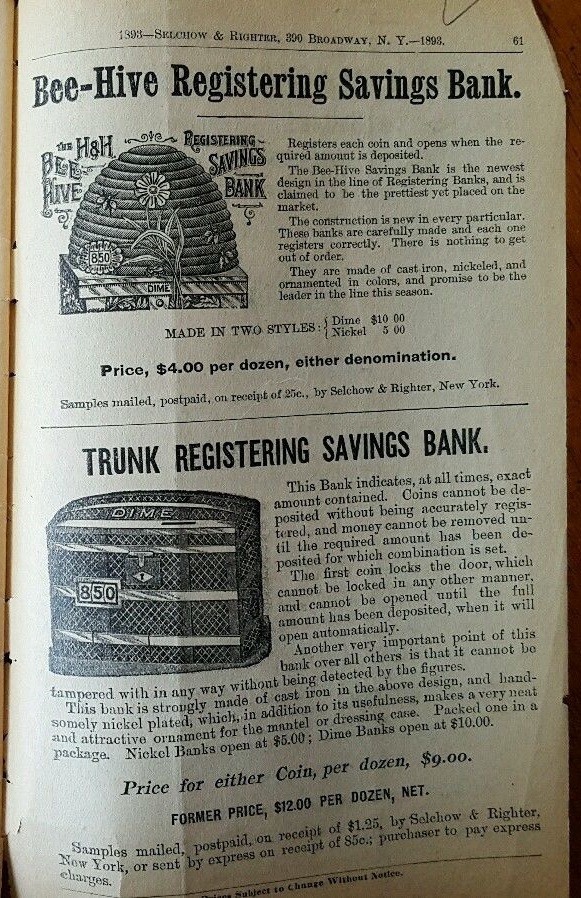 1893—SELCHOW & RIGHTER, 390 BROADWAY, N. Y.—1893.
61
Bee-Hive Registering Savings Bank.
THE H&H
BEE
HIVE
REGISTERING
SAVINGS
BANK
850
DIME
Registers each coin and opens when the re-
quired amount is deposited.
The Bee-Hive Savings Bank is the newest
design in the line of Registering Banks, and is
claimed to be the prettiest yet placed on the
market.
The construction is new in every particular.
These banks are carefully made and each one
registers correctly. There is nothing to get
out of order.
They are made of cast iron, nickeled, and
ornamented in colors, and promise to be the
leader in the line this season.
MADE IN TWO STYLES: { Dime $10 00
Nickel 5 00
Price, $4.00 per dozen, either denomination.
Samples mailed, postpaid, on receipt of 25c., by Selchow & Righter, New York.
TRUNK REGISTERING SAVINGS BANK.
DIME
850
This Bank indicates, at all times, exact
amount contained. Coins cannot be de-
posited without being accurately regis-
tered, and money cannot be removed un-
til the required amount has been de-
posited for which combination is set.
The first coin locks the door, which
cannot be locked in any other manner,
and cannot be opened until the full
amount has been deposited, when it will
open automatically.
Another very important point of this
bank over all others is that it cannot be
tampered with in any way without being detected by the figures.
This bank is strongly made of cast iron in the above design, and hand-
somely nickel plated, which, in addition to its usefulness, makes a very neat
and attractive ornament for the mantel or dressing case. Packed one in a
package. Nickel Banks open at $5.00; Dime Banks open at $10.00.
Price for either Coin, per dozen, $9.00.
FORMER PRICE, $12.00 PER DOZEN, NET.
Samples mailed, postpaid, on receipt of $1.25, by Selchow & Righter,
New York, or sent by express on receipt of 85c.; purchaser to pay express
charges.
Prices Subject to Change Without Notice.